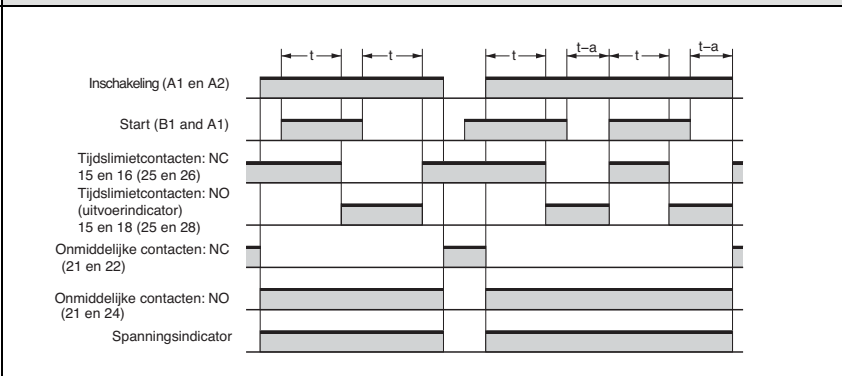 t t t t–a t t–a
Inschakeling (A1 en A2)
Start (B1 and A1)
Tijdslimietcontacten: NC
15 en 16 (25 en 26)
Tijdslimietcontacten: NO
(uitvoerindicator)
15 en 18 (25 en 28)
Onmiddelijke contacten: NC
(21 en 22)
Onmiddelijke contacten: NO
(21 en 24)
Spanningsindicator